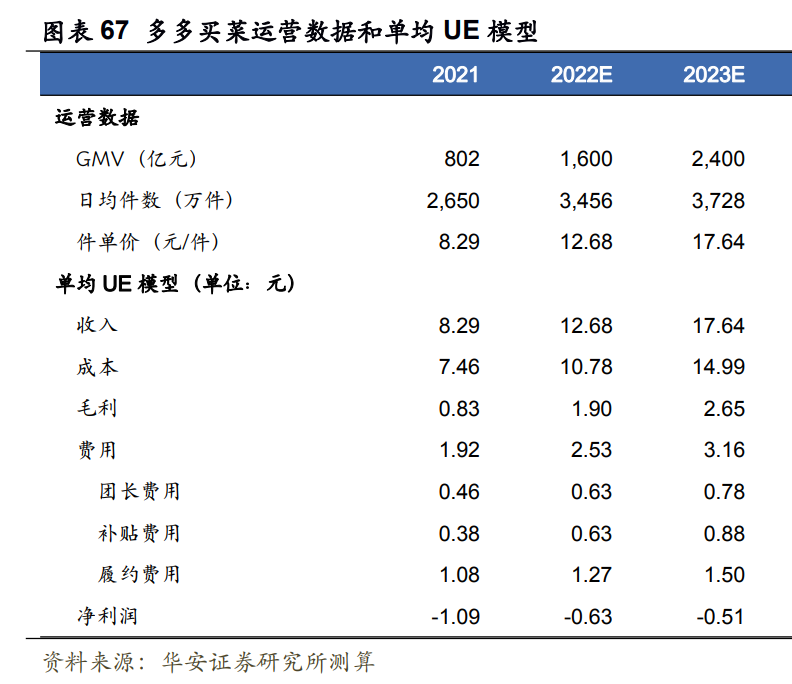 图表 67 多多买菜运营数据和单均 UE 模型
2021 2022E 2023E
运营数据
GMV（亿元） 802 1,600 2,400
日均件数（万件） 2,650 3,456 3,728
件单价（元/件） 8.29 12.68 17.64
单均 UE 模型（单位：元）
收入 8.29 12.68 17.64
成本 7.46 10.78 14.99
毛利 0.83 1.90 2.65
费用 1.92 2.53 3.16
团长费用 0.46 0.63 0.78
补贴费用 0.38 0.63 0.88
履约费用 1.08 1.27 1.50
净利润 -1.09 -0.63 -0.51
资料来源：华安证券研究所测算